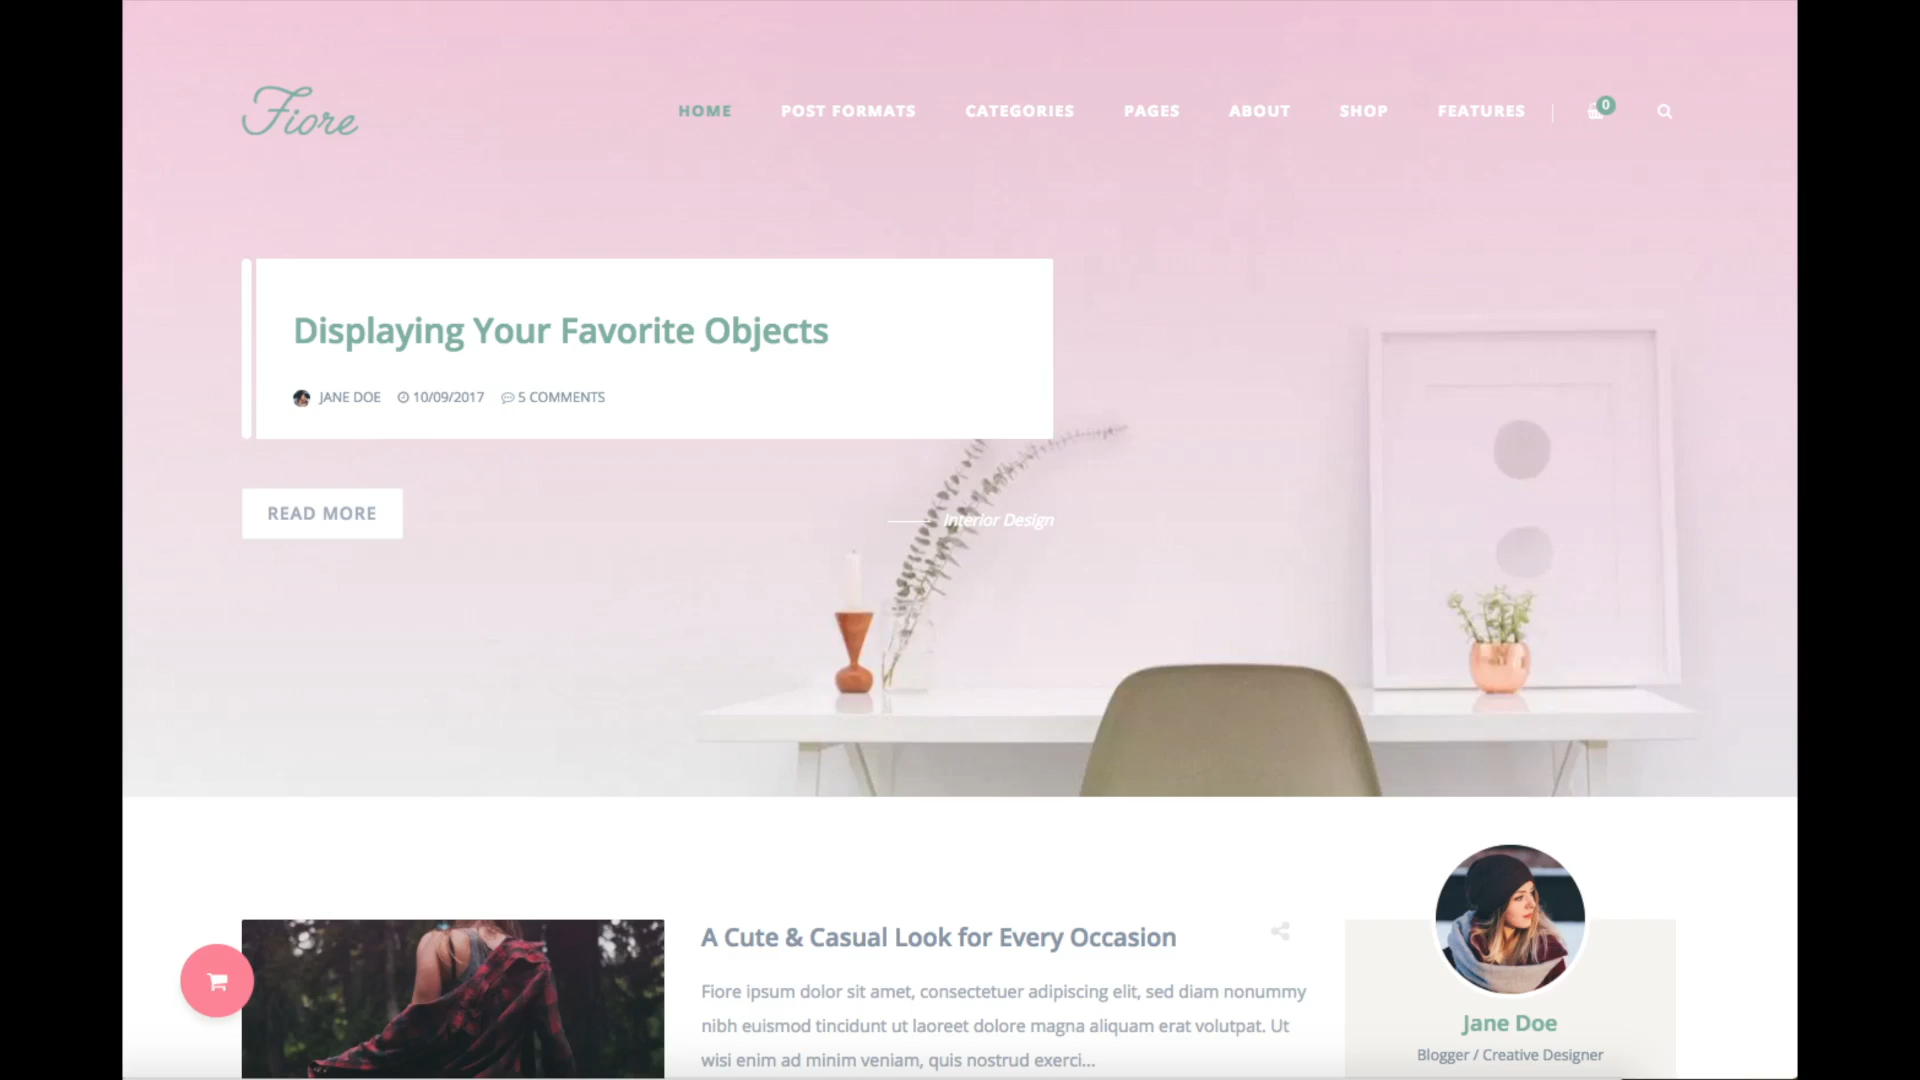 Fiore
HOME POST FORMATS CATEGORIES PAGES ABOUT SHOP FEATURES 0
Displaying Your Favorite Objects
JANE DOE 10/09/2017 5 COMMENTS
READ MORE
Interior Design
A Cute & Casual Look for Every Occasion
Fiore ipsum dolor sit amet, consectetuer adipiscing elit, sed diam nonummy
nibh euismod tincidunt ut laoreet dolore magna aliquam erat volutpat. Ut
wisi enim ad minim veniam, quis nostrud exerci...
Jane Doe
Blogger / Creative Designer